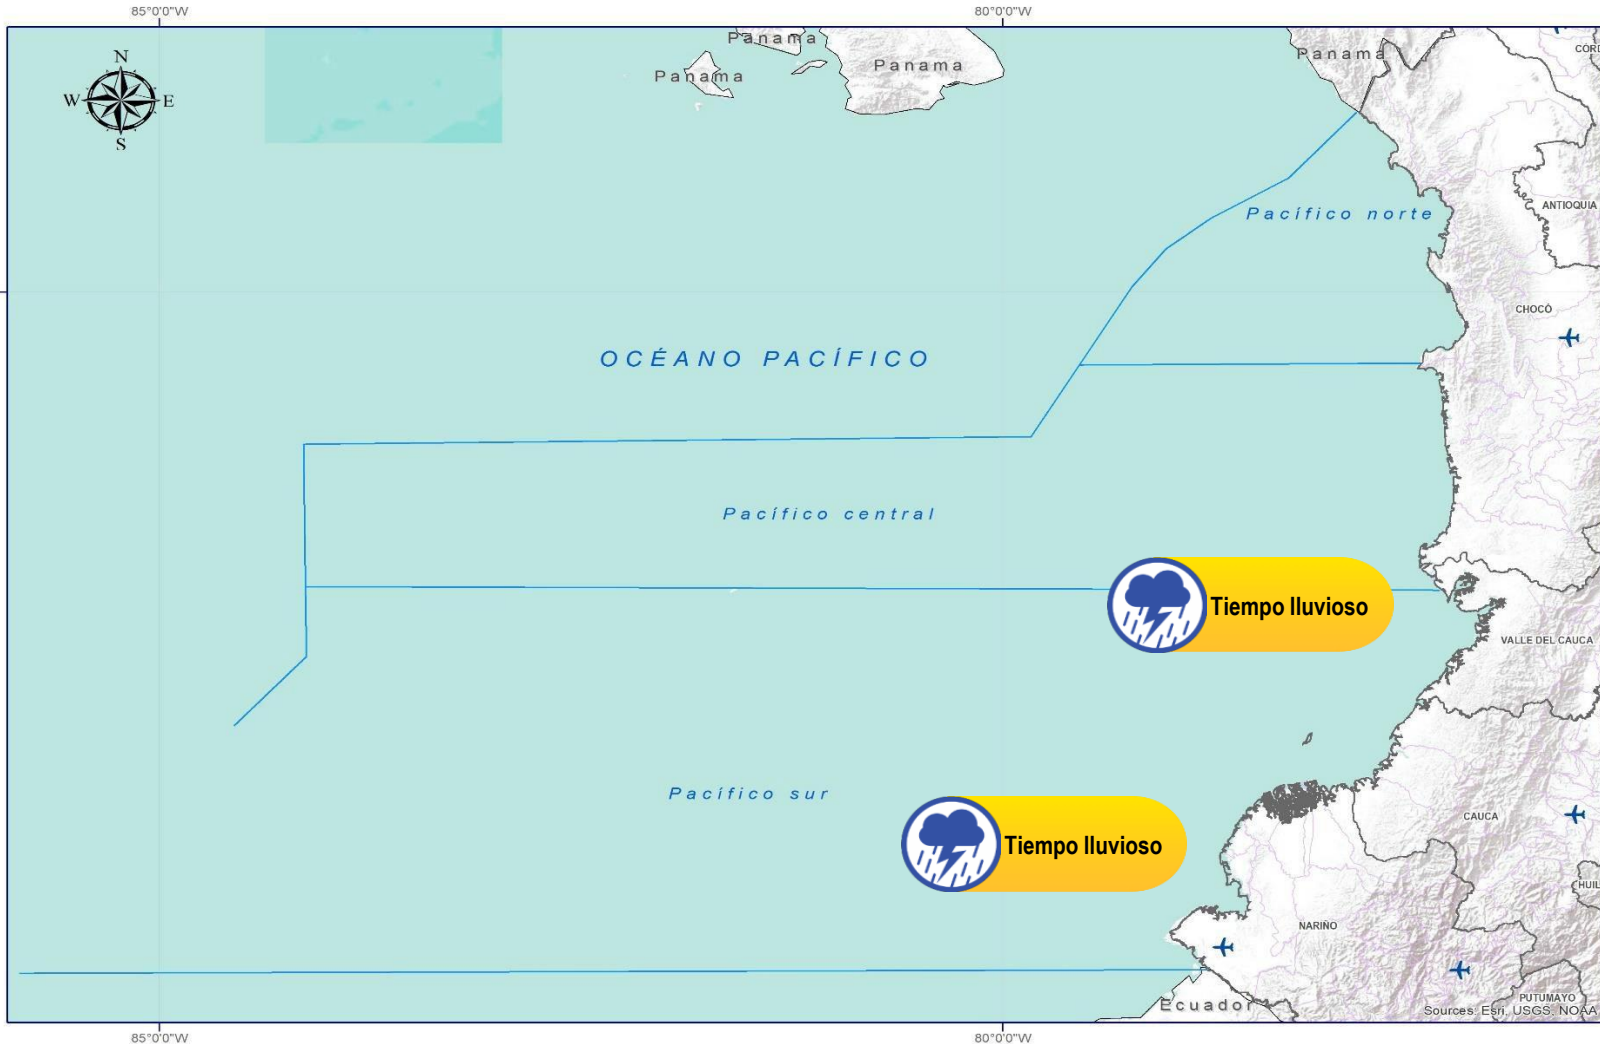 85°0'0"W
80°0'0"W
N
W
E
S
Panama
Panama
Panama
Panama
CÓRD
ANTIOQUIA
Pacífico norte
CHOCÓ
OCÉANO PACÍFICO
Pacífico central
Tiempo lluvioso
VALLE DEL CAUCA
Pacífico sur
Tiempo lluvioso
CAUCA
HUIL
NARIÑO
PUTUMAYO
Ecuador
Sources: Esri, USGS, NOAA
85°0'0"W
80°0'0"W